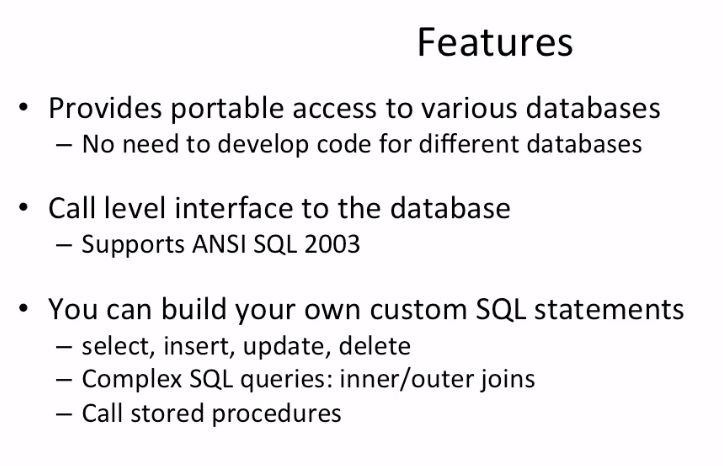 Features
• Provides portable access to various databases
– No need to develop code for different databases
• Call level interface to the database
– Supports ANSI SQL 2003
• You can build your own custom SQL statements
– select, insert, update, delete
– Complex SQL queries: inner/outer joins
– Call stored procedures